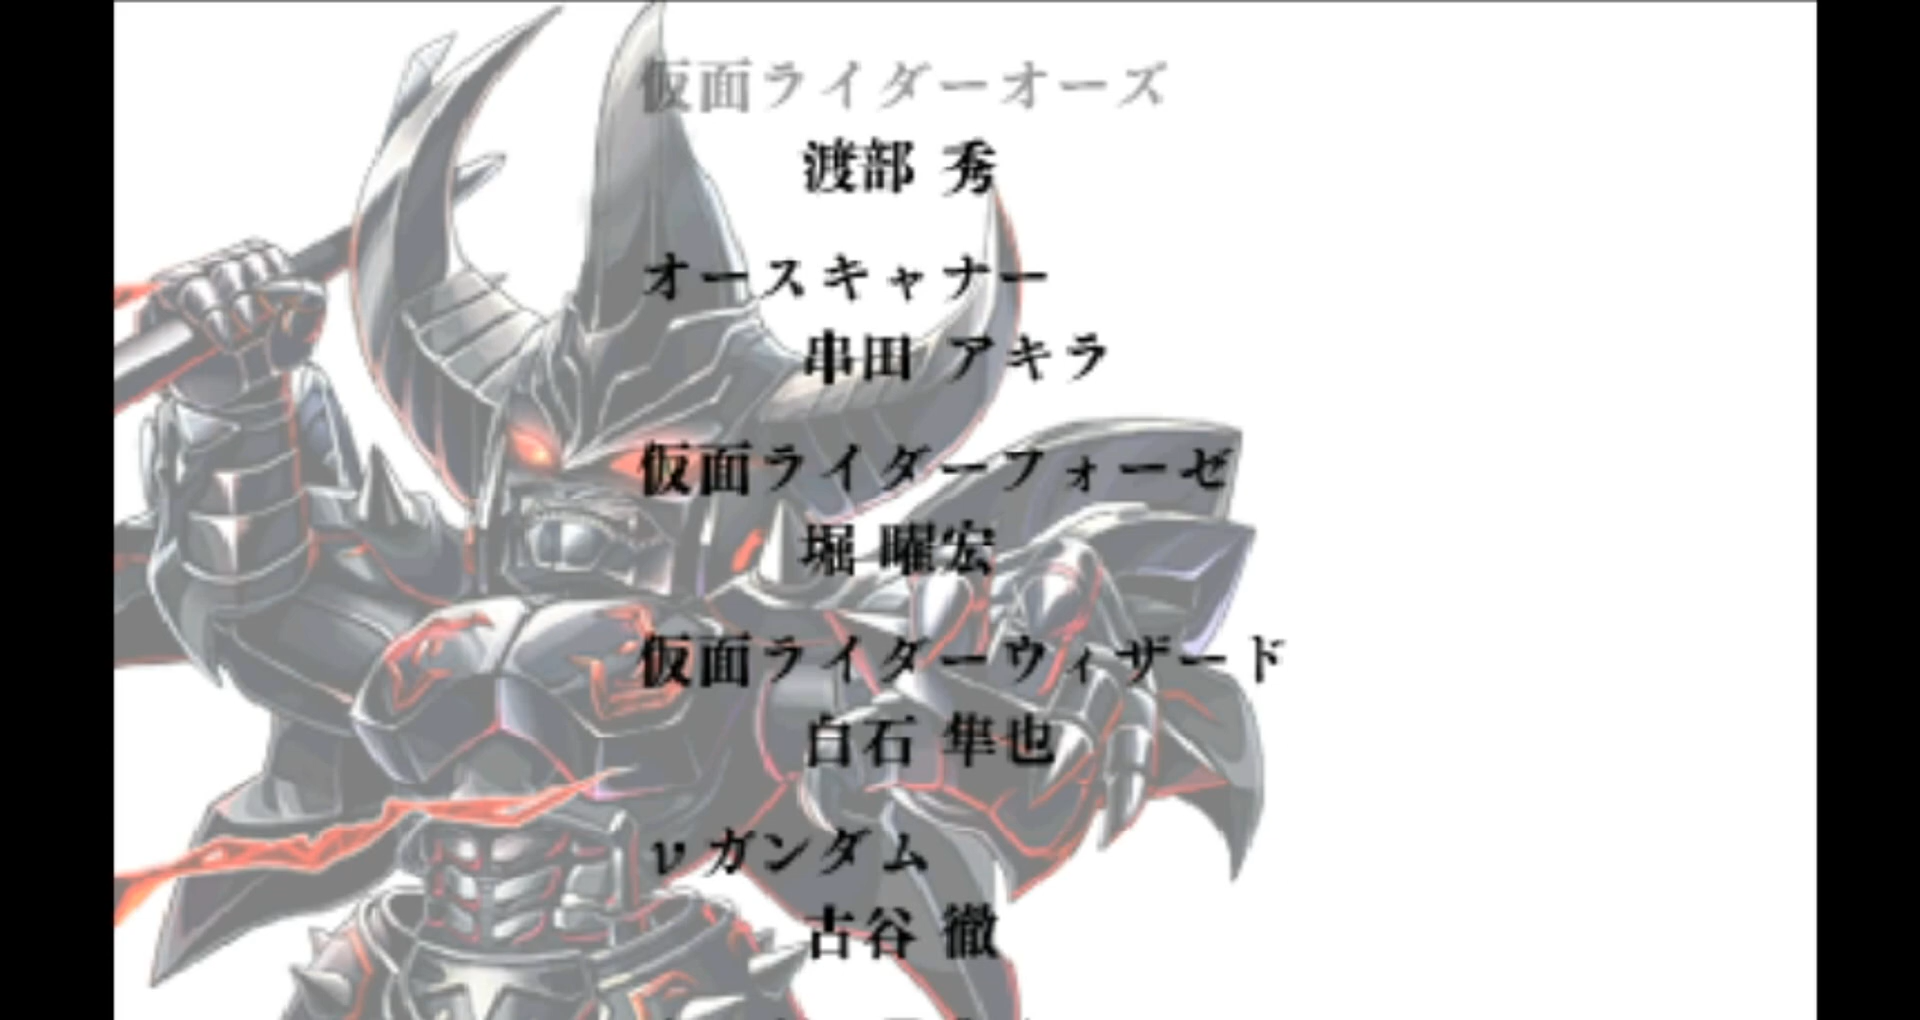 仮面ライダーオーズ
渡部 秀
オースキャナー
串田 アキラ
仮面ライダーフォーゼ
堀 曜宏
仮面ライダーウィザード
白石 隼也
νガンダム
古谷 徹